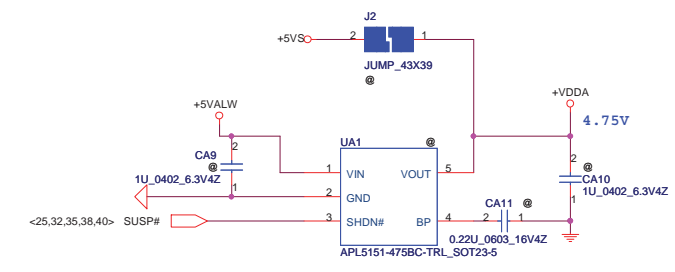 J2
+5VS
2
1
JUMP_43X39
@
+5VALW
+VDDA
4.75V
UA1
@
2
CA9
@
1U_0402_6.3V4Z
1
1
VIN
VOUT
5
2
@
CA10
1U_0402_6.3V4Z
1
2
GND
CA11
@
<25,32,35,38,40>
SUSP#
3
SHDN#
BP
4
2
1
0.22U_0603_16V4Z
APL5151-475BC-TRL_SOT23-5